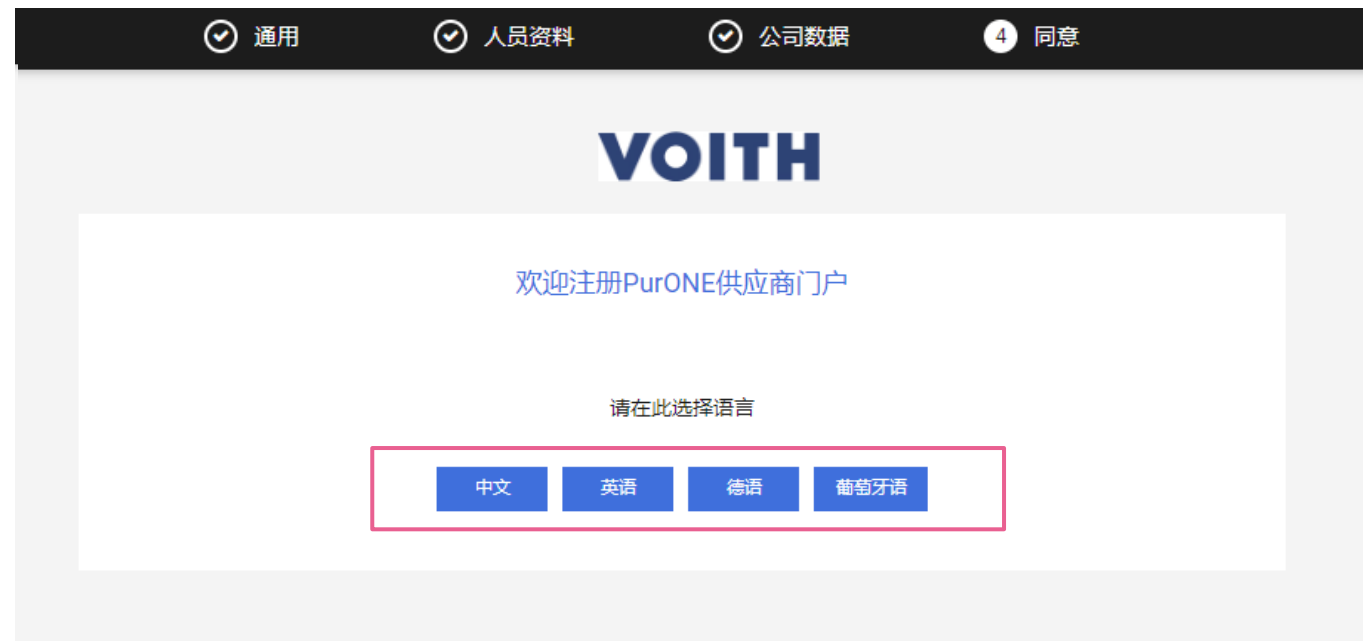 通用 人员资料 公司数据 4 同意
VOITH
欢迎注册PurONE供应商门户
请在此选择语言
中文 英语 德语 葡萄牙语